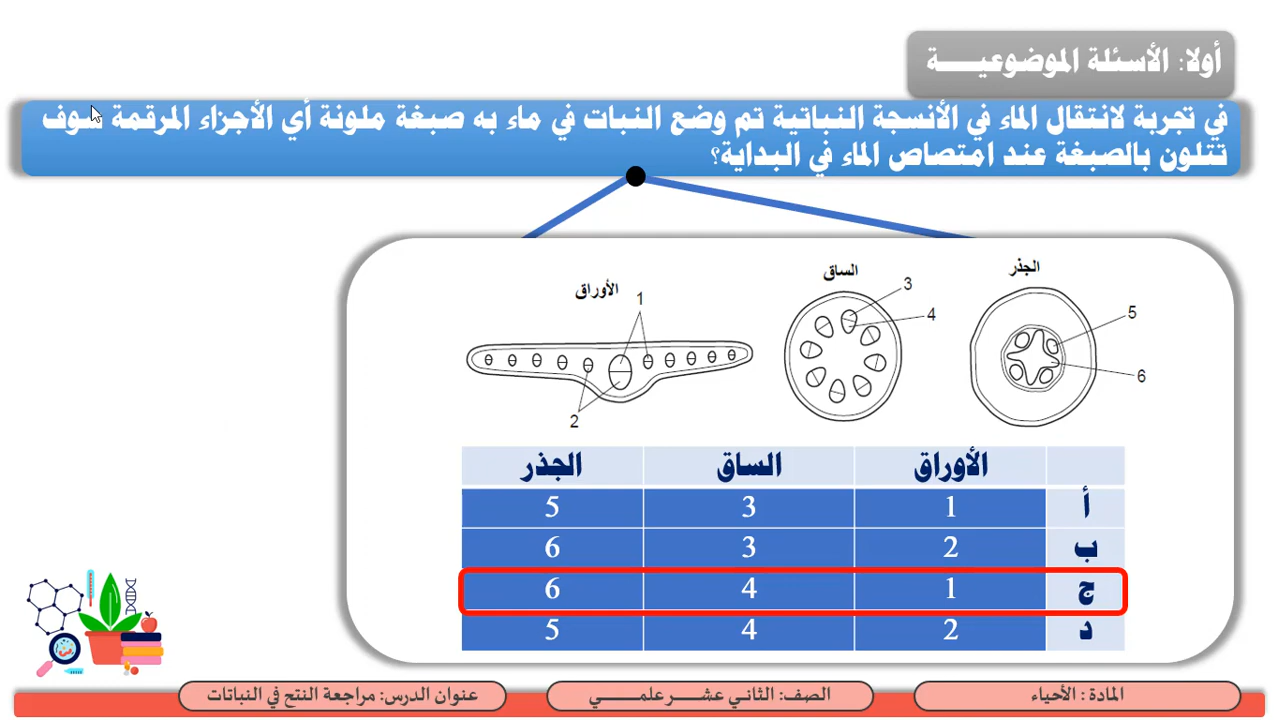 أولا: الأسئلة الموضوعيـــــة
في تجربة لانتقال الماء في الأنسجة النباتية تم وضع النبات في ماء به صبغة ملونة أي الأجزاء المرقمة سوف
تتلون بالصبغة عند امتصاص الماء في البداية؟
الجذر
الساق
الأوراق
1
3
4
5
6
2
الأوراق الساق الجذر
أ 1 3 5
ب 2 3 6
ج 1 4 6
د 2 4 5
المادة : الأحياء
الصف: الثانـي عشـــر علمـــــي
عنوان الدرس: مراجعة النتح في النباتات